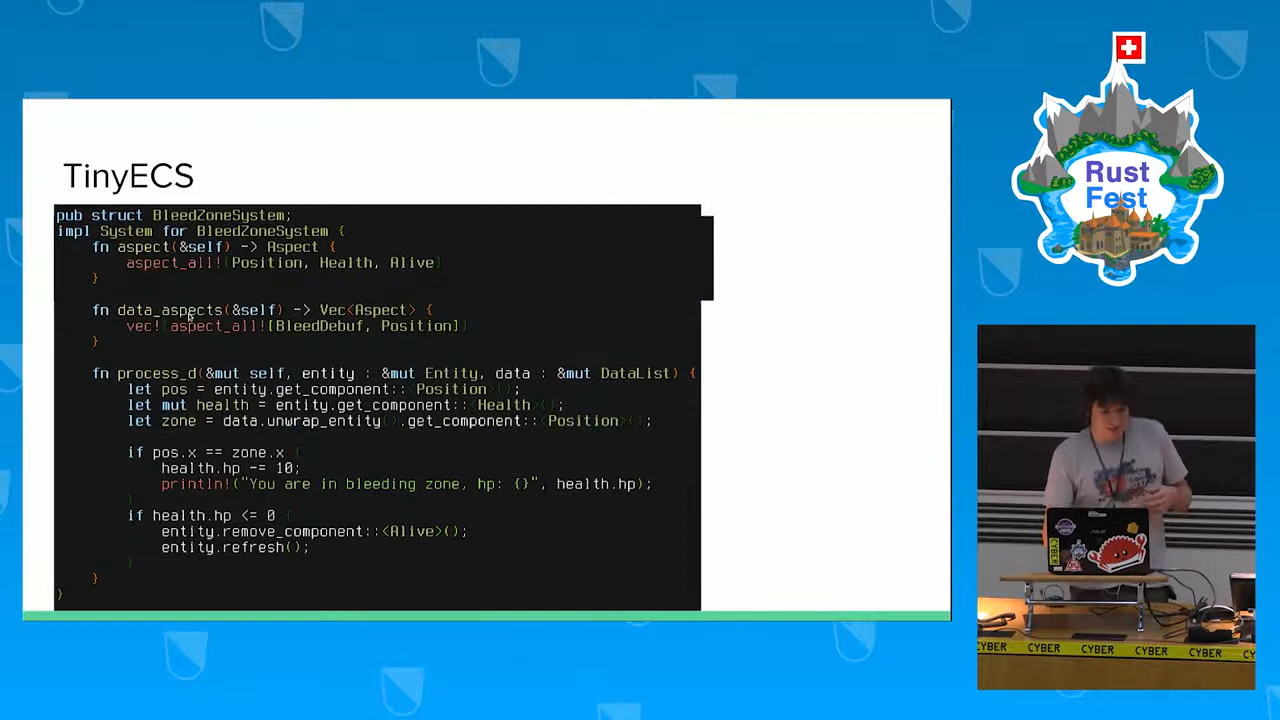 TinyECS
pub struct BleedZoneSystem;
impl System for BleedZoneSystem {
fn aspect(&self) -> Aspect {
aspect_all![Position, Health, Alive]
}
fn data_aspects(&self) -> Vec<Aspect> {
vec![aspect_all![BleedDebuf, Position]]
}
fn process_d(&mut self, entity : &mut Entity, data : &mut DataList) {
let pos = entity.get_component::<Position>();
let mut health = entity.get_component::<Health>();
let zone = data.unwrap_entity().get_component::<Position>();
if pos.x == zone.x {
health.hp -= 10;
println!("You are in bleeding zone, hp: {}", health.hp);
}
if health.hp <= 0 {
entity.remove_component::<Alive>();
entity.refresh();
}
}
}
Rust
Fest
CYBER
CYBER CYBER CYBER CYBER CYBER